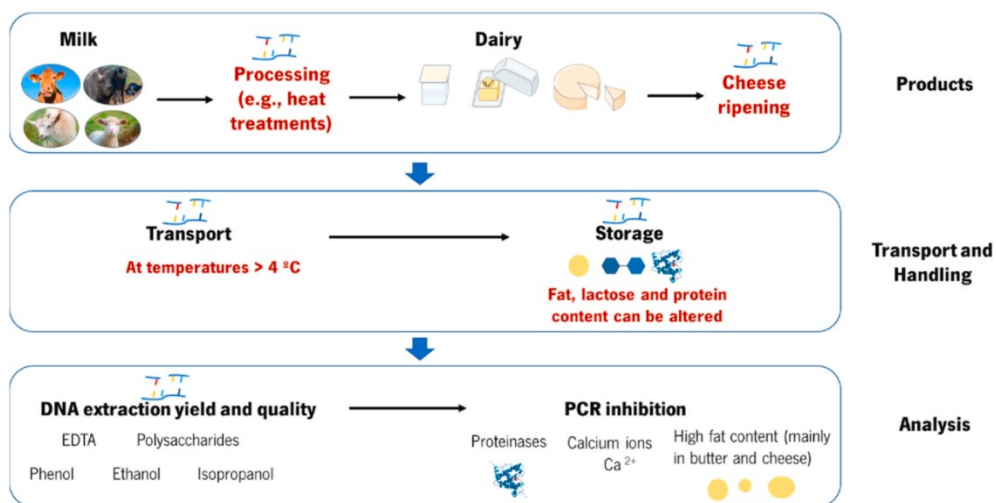 Milk
Processing
(e.g., heat
treatments)
Dairy
Cheese
ripening
Products
Transport
At temperatures > 4 ºC
Storage
Fat, lactose and protein
content can be altered
Transport and
Handling
DNA extraction yield and quality
EDTA Polysaccharides
Phenol Ethanol Isopropanol
PCR inhibition
Proteinases
Calcium ions
Ca 2+
High fat content (mainly
in butter and cheese)
Analysis